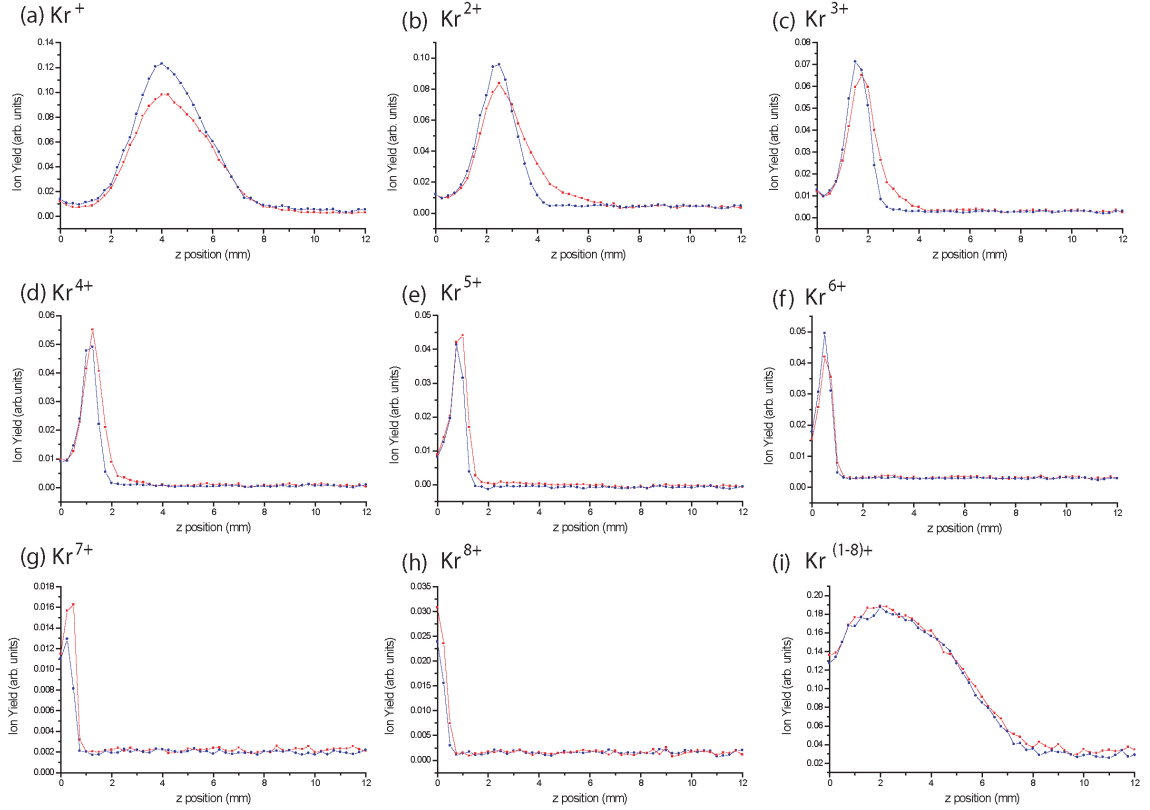 (a) Kr+
0.14
0.12
0.10
0.08
0.06
0.04
0.02
0.00
Ion Yield (arb. units)
0 2 4 6 8 10 12
z position (mm)
(b) Kr2+
0.10
0.08
0.06
0.04
0.02
0.00
Ion Yield (arb. units)
0 2 4 6 8 10 12
z position (mm)
(c) Kr3+
0.08
0.07
0.06
0.05
0.04
0.03
0.02
0.01
0.00
Ion Yield (arb. units)
0 2 4 6 8 10 12
z position (mm)
(d) Kr4+
0.06
0.05
0.04
0.03
0.02
0.01
0.00
Ion Yield (arb.units)
0 2 4 6 8 10 12
z position (mm)
(e) Kr5+
0.05
0.04
0.03
0.02
0.01
0.00
Ion Yield (arb. units)
0 2 4 6 8 10 12
z position (mm)
(f) Kr6+
0.05
0.04
0.03
0.02
0.01
0.00
Ion Yield (arb. units)
0 2 4 6 8 10 12
z position (mm)
(g) Kr7+
0.018
0.016
0.014
0.012
0.010
0.008
0.006
0.004
0.002
0.000
Ion Yield (arb. units)
0 2 4 6 8 10 12
z position (mm)
(h) Kr8+
0.035
0.030
0.025
0.020
0.015
0.010
0.005
0.000
Ion Yield (arb. units)
0 2 4 6 8 10 12
z position (mm)
(i) Kr(1-8)+
0.20
0.18
0.16
0.14
0.12
0.10
0.08
0.06
0.04
0.02
Ion Yield (arb. units)
0 2 4 6 8 10 12
z position (mm)